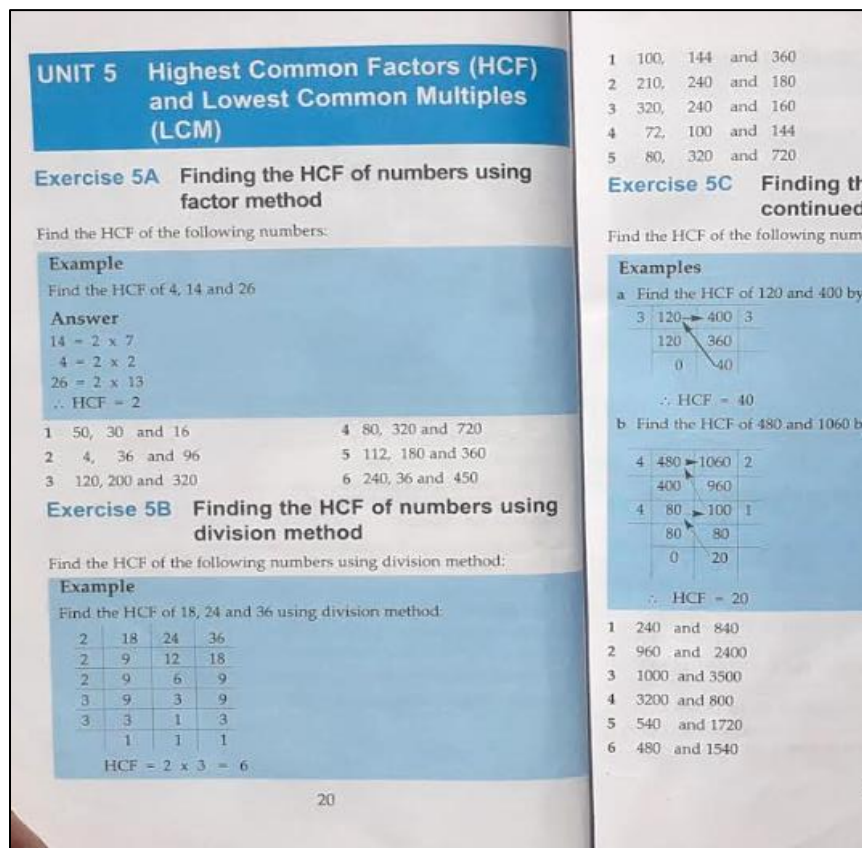 UNIT 5 Highest Common Factors (HCF)
and Lowest Common Multiples
(LCM)
Exercise 5A Finding the HCF of numbers using
factor method
Find the HCF of the following numbers:
Example
Find the HCF of 4, 14 and 26
Answer
14 = 2 x 7
4 = 2 x 2
26 = 2 x 13
∴ HCF = 2
1 50, 30 and 16
2 4, 36 and 96
3 120, 200 and 320
4 80, 320 and 720
5 112, 180 and 360
6 240, 36 and 450
Exercise 5B Finding the HCF of numbers using
division method
Find the HCF of the following numbers using division method:
Example
Find the HCF of 18, 24 and 36 using division method:
2 18 24 36
2 9 12 18
2 9 6 9
3 9 3 9
3 3 1 3
1 1 1
HCF = 2 x 3 = 6
20
1 100, 144 and 360
2 210, 240 and 180
3 320, 240 and 160
4 72, 100 and 144
5 80, 320 and 720
Exercise 5C Finding th
continued
Find the HCF of the following num
Examples
a Find the HCF of 120 and 400 by
3 120 400 3
120 360
0 40
∴ HCF = 40
b Find the HCF of 480 and 1060 b
4 480 1060 2
400 960
4 80 100 1
80 80
0 20
∴ HCF = 20
1 240 and 840
2 960 and 2400
3 1000 and 3500
4 3200 and 800
5 540 and 1720
6 480 and 1540